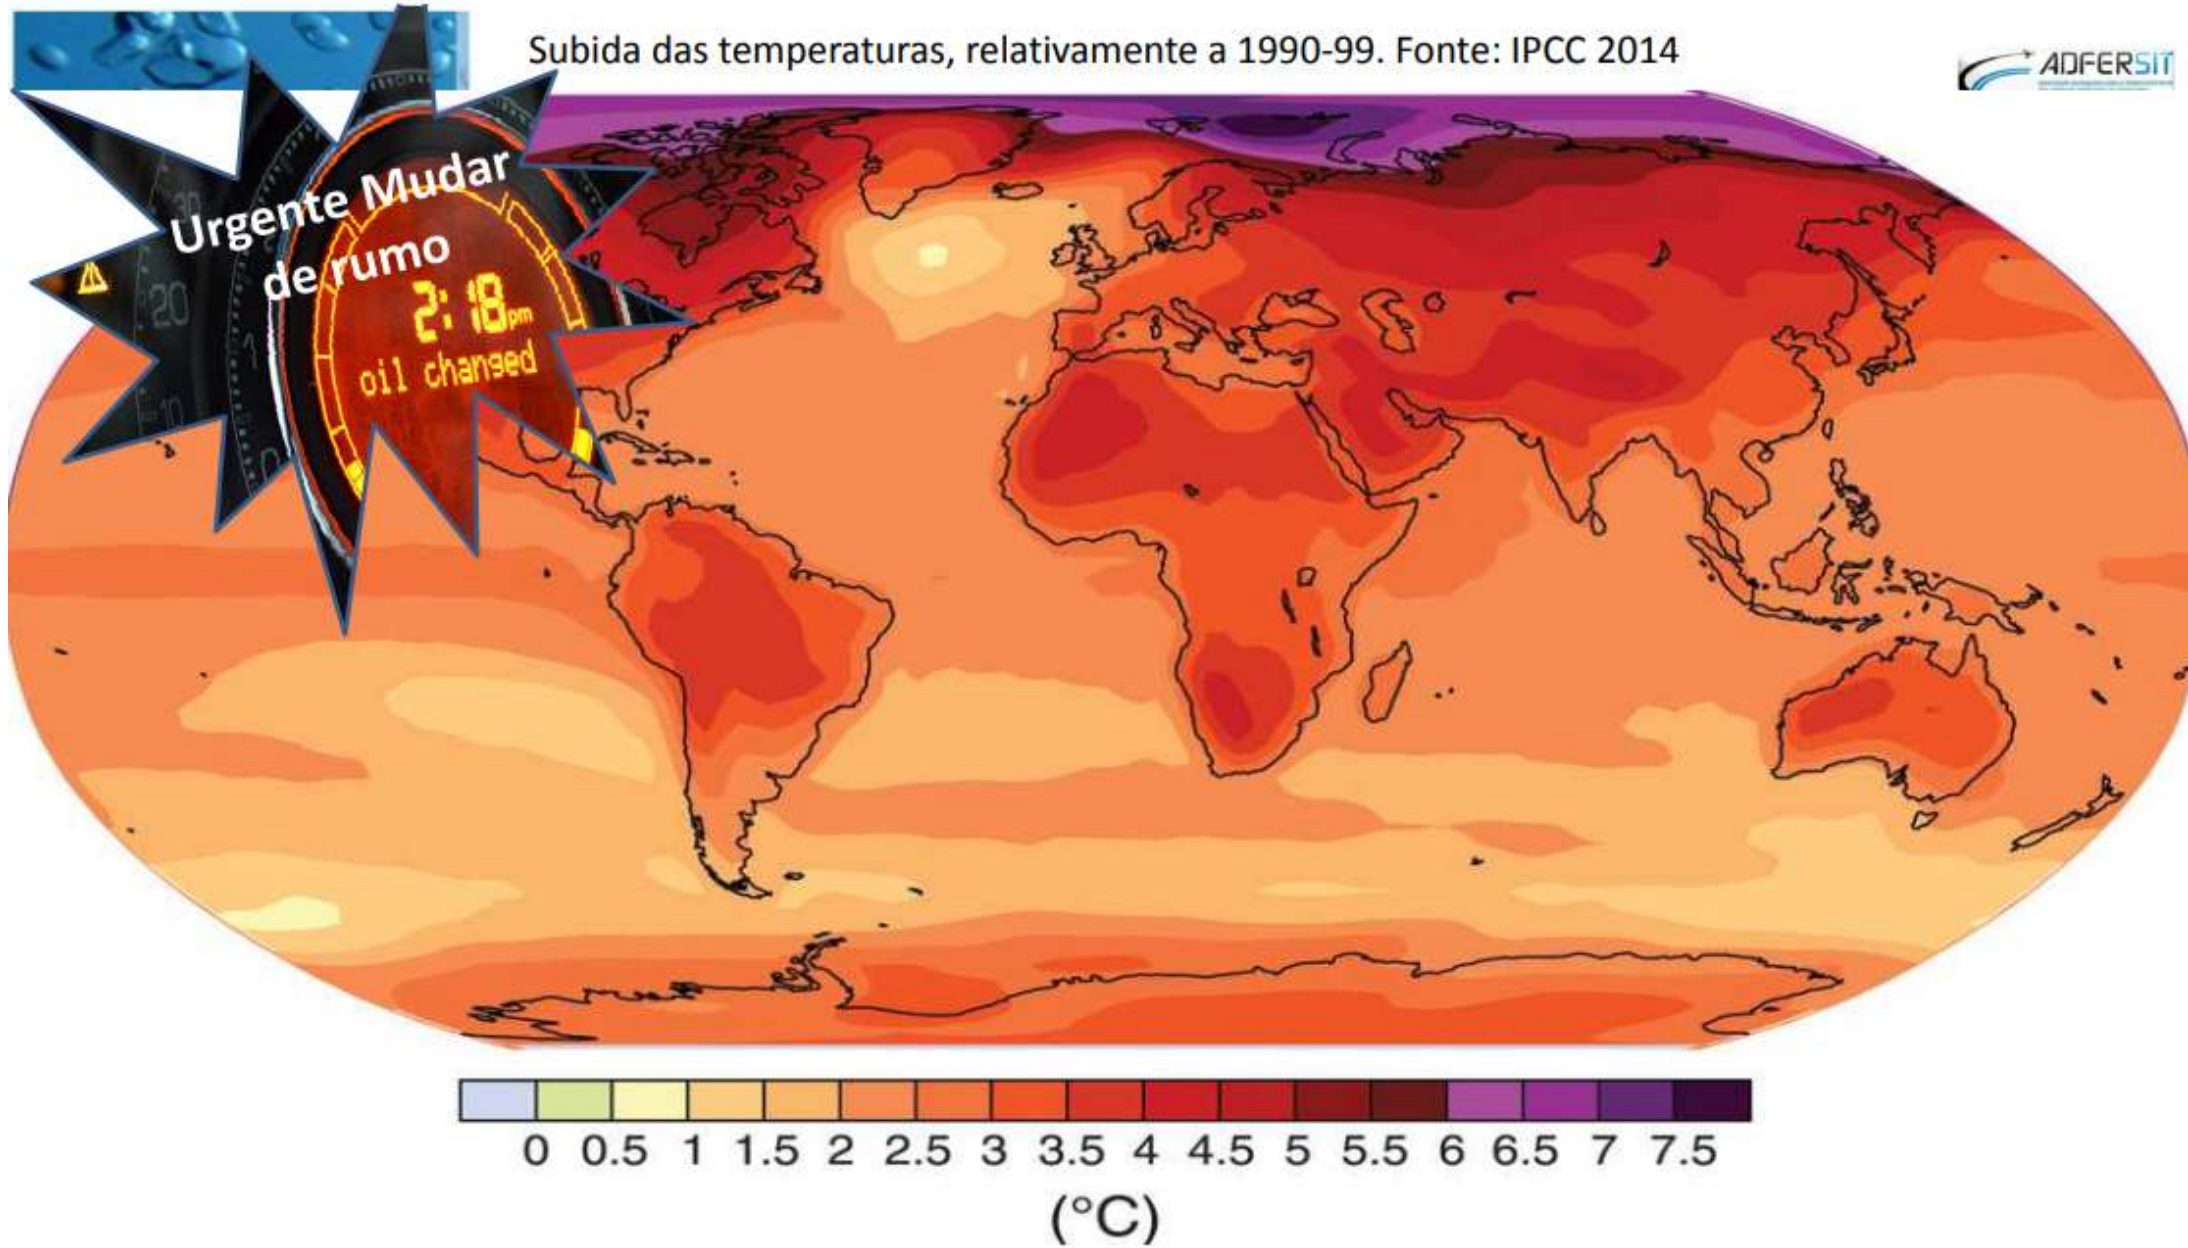 Subida das temperaturas, relativamente a 1990-99. Fonte: IPCC 2014
ADFERSIT
Urgente Mudar
de rumo
30
20
10
2:18pm
oil changed
0 0.5 1 1.5 2 2.5 3 3.5 4 4.5 5 5.5 6 6.5 7 7.5
(°C)